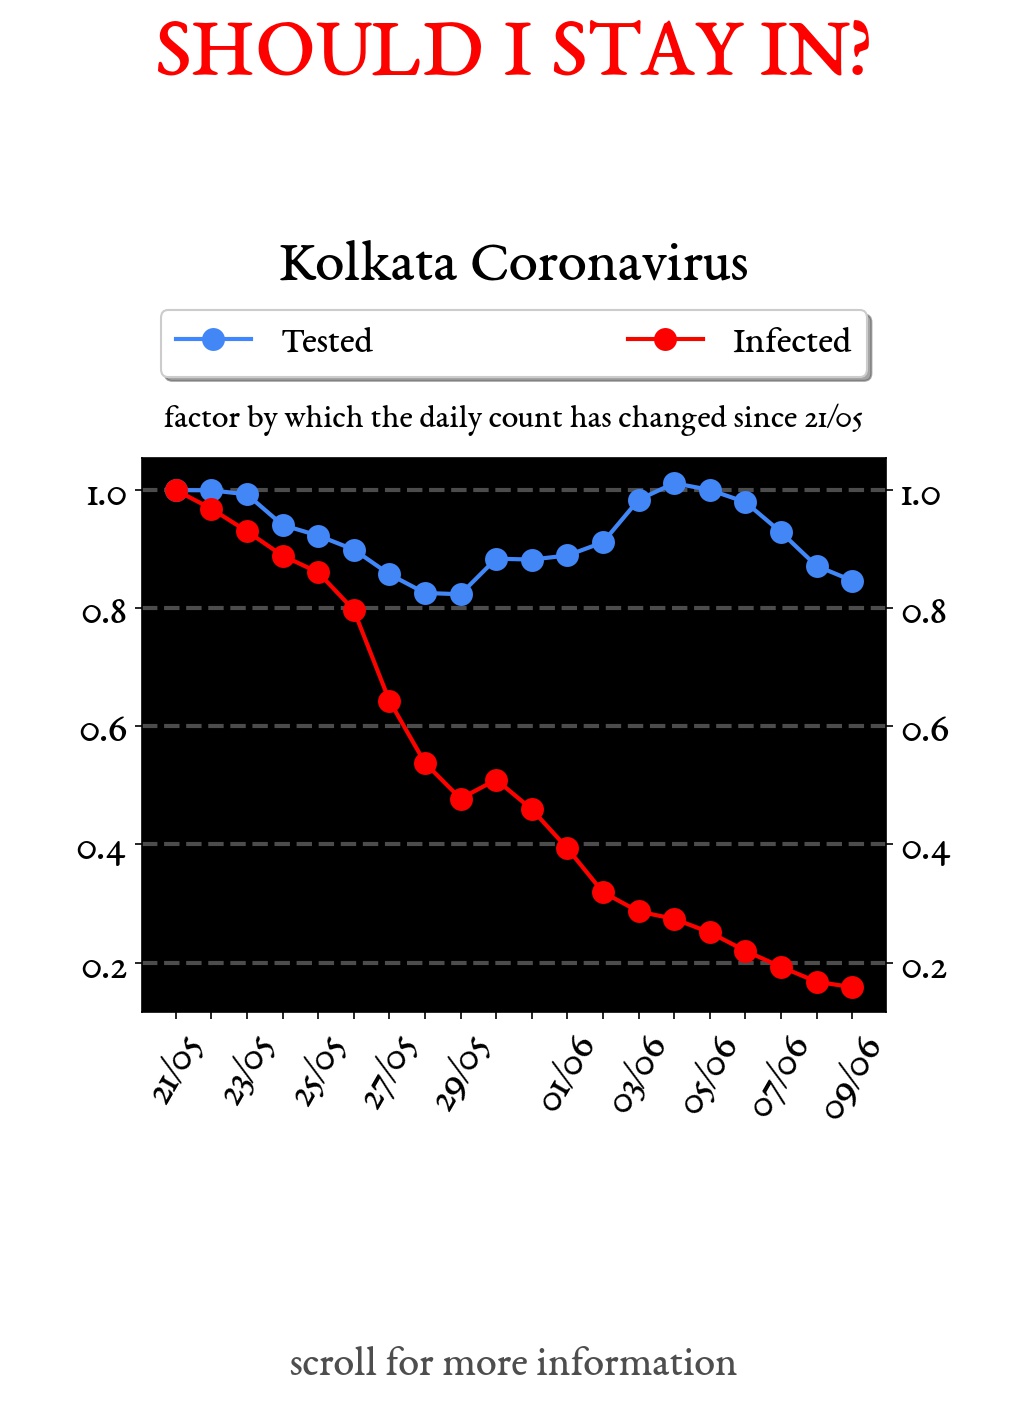 SHOULD I STAY IN?
Kolkata Coronavirus
Tested Infected
factor by which the daily count has changed since 21/05
1.0 1.0
0.8 0.8
0.6 0.6
0.4 0.4
0.2 0.2
21/05 23/05 25/05 27/05 29/05 01/06 03/06 05/06 07/06 09/06
scroll for more information